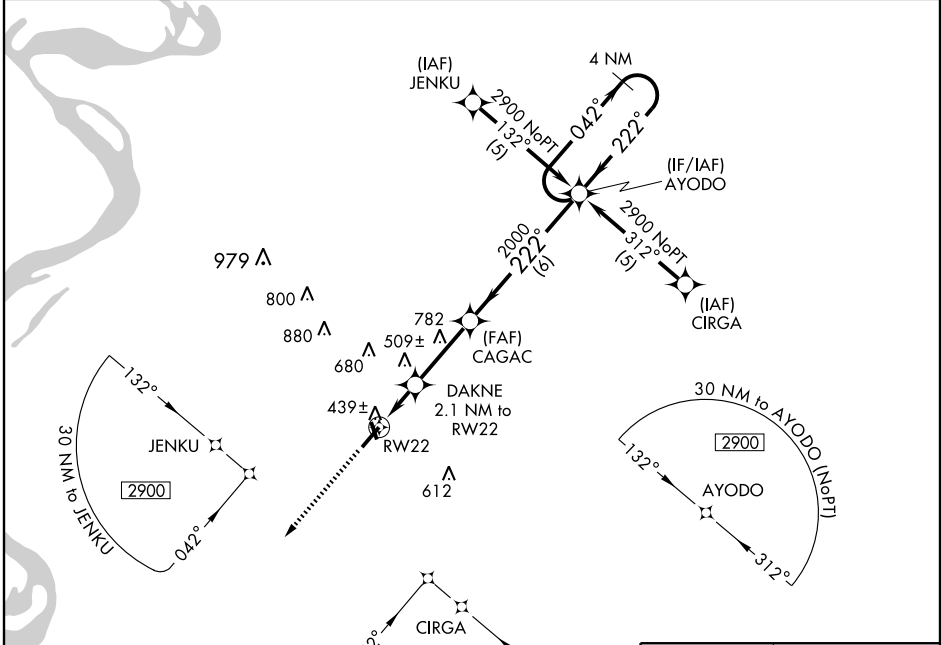 4 NM
(IAF)
JENKU
2900 NoPT
132°
(5)
042°
222°
(IF/IAF)
AYODO
2900 NoPT
312°
(5)
(IAF)
CIRGA
2000
222°
(6)
979
800
880
782
(FAF)
CAGAC
509±
680
DAKNE
2.1 NM to
RW22
439±
RW22
612
132°
JENKU
2900
30 NM to JENKU
042°
30 NM to AYODO (NoPT)
2900
132°
AYODO
312°
CIRGA